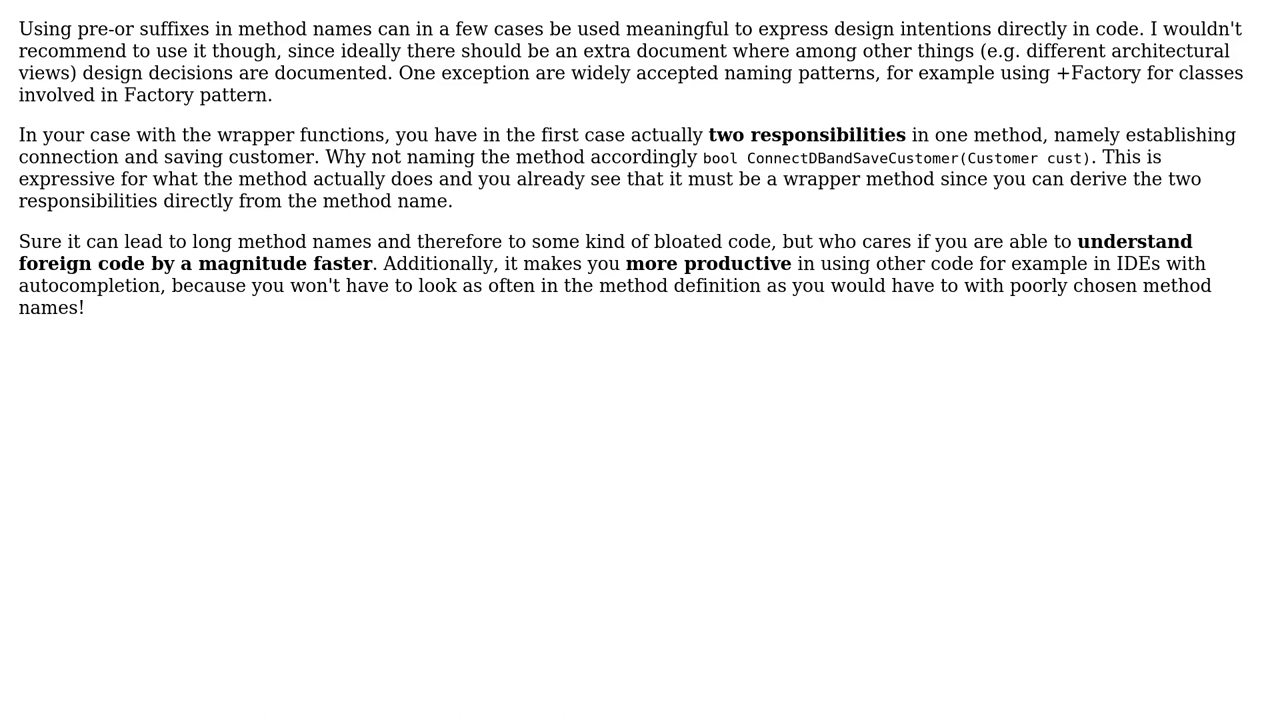 Using pre-or suffixes in method names can in a few cases be used meaningful to express design intentions directly in code. I wouldn't
recommend to use it though, since ideally there should be an extra document where among other things (e.g. different architectural
views) design decisions are documented. One exception are widely accepted naming patterns, for example using +Factory for classes
involved in Factory pattern.
In your case with the wrapper functions, you have in the first case actually two responsibilities in one method, namely establishing
connection and saving customer. Why not naming the method accordingly bool ConnectDBandSaveCustomer(Customer cust). This is
expressive for what the method actually does and you already see that it must be a wrapper method since you can derive the two
responsibilities directly from the method name.
Sure it can lead to long method names and therefore to some kind of bloated code, but who cares if you are able to understand
foreign code by a magnitude faster. Additionally, it makes you more productive in using other code for example in IDEs with
autocompletion, because you won't have to look as often in the method definition as you would have to with poorly chosen method
names!